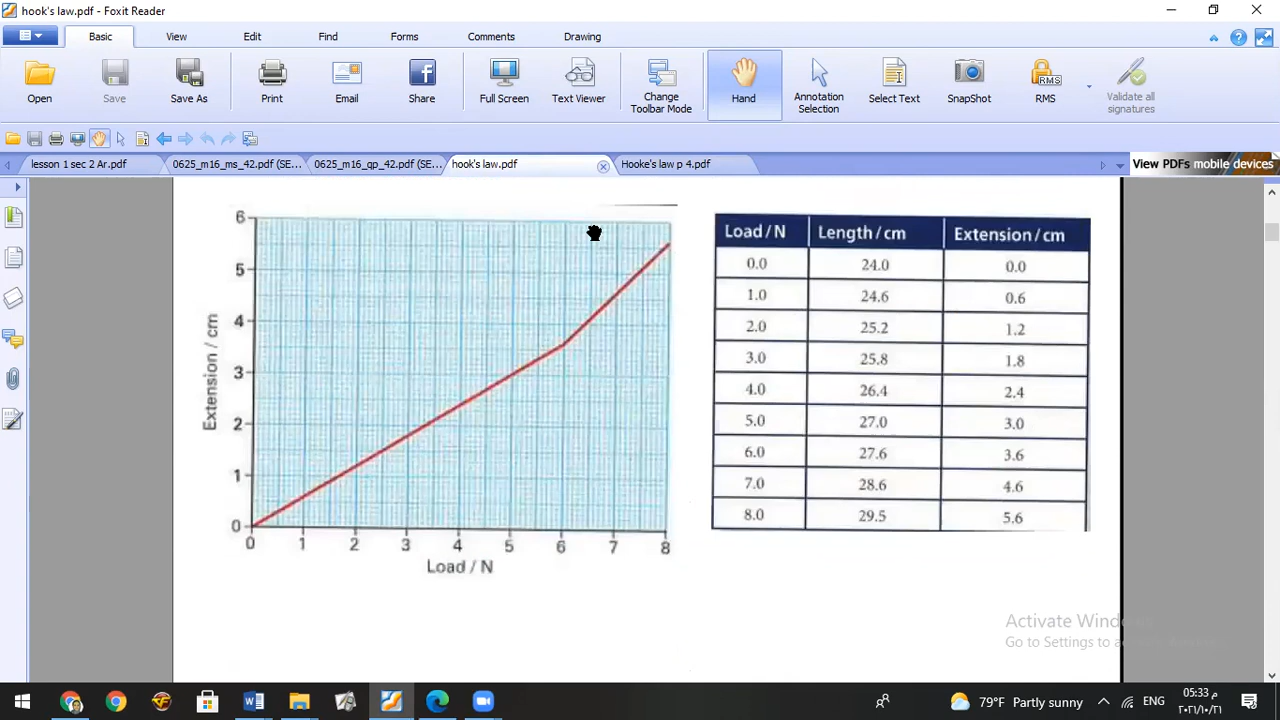 hook's law.pdf - Foxit Reader
Basic View Edit Find Forms Comments Drawing
Open Save Save As Print Email Share Full Screen Text Viewer Change Toolbar Mode Hand Annotation Selection Select Text SnapShot RMS Validate all signatures
lesson 1 sec 2 Ar.pdf 0625_m16_ms_42.pdf (SE... 0625_m16_qp_42.pdf (SE... hook's law.pdf Hooke's law p 4.pdf View PDFs mobile devices
6
5
4
3
2
1
0
Extension / cm
0 1 2 3 4 5 6 7 8
Load / N
Load / N Length / cm Extension / cm
0.0 24.0 0.0
1.0 24.6 0.6
2.0 25.2 1.2
3.0 25.8 1.8
4.0 26.4 2.4
5.0 27.0 3.0
6.0 27.6 3.6
7.0 28.6 4.6
8.0 29.5 5.6
Activate Windo
Go to Settings to a
79°F Partly sunny ENG 05:33 م
٢٠٢١/١٠/٢١